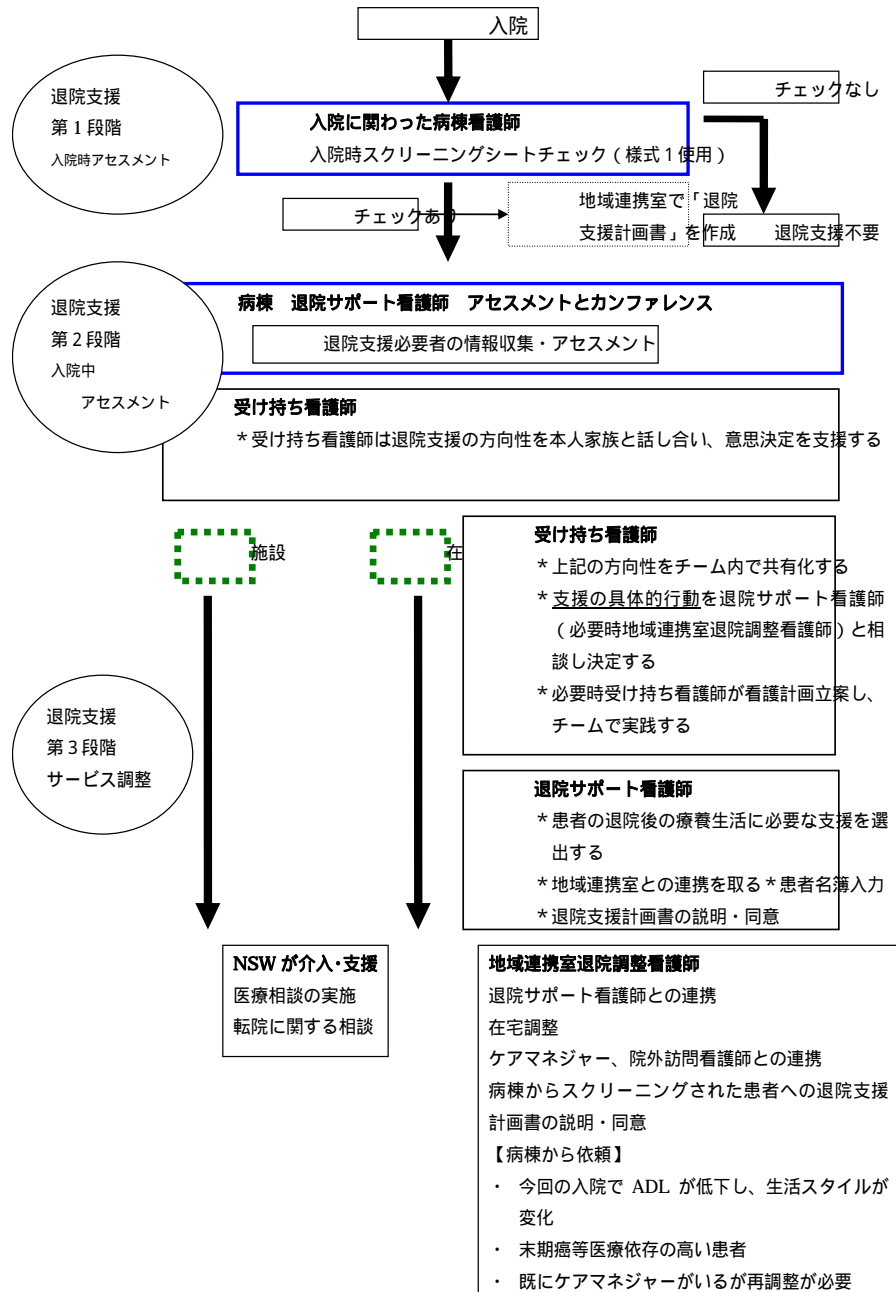 入院
退院支援
第1段階
入院時アセスメント
入院に関わった病棟看護師
入院時スクリーニングシートチェック（様式1使用）
チェックなし
チェックあり
地域連携室で「退院
支援計画書」を作成
退院支援不要
退院支援
第2段階
入院中
アセスメント
病棟　退院サポート看護師　アセスメントとカンファレンス
退院支援必要者の情報収集・アセスメント
受け持ち看護師
＊受け持ち看護師は退院支援の方向性を本人家族と話し合い、意思決定を支援する
施設
在
受け持ち看護師
＊上記の方向性をチーム内で共有化する
＊支援の具体的行動を退院サポート看護師
（必要時地域連携室退院調整看護師）と相
談し決定する
＊必要時受け持ち看護師が看護計画立案し、
チームで実践する
退院支援
第3段階
サービス調整
退院サポート看護師
＊患者の退院後の療養生活に必要な支援を選
出する
＊地域連携室との連携を取る＊患者名簿入力
＊退院支援計画書の説明・同意
NSWが介入・支援
医療相談の実施
転院に関する相談
地域連携室退院調整看護師
退院サポート看護師との連携
在宅調整
ケアマネジャー、院外訪問看護師との連携
病棟からスクリーニングされた患者への退院支援
計画書の説明・同意
【病棟から依頼】
・ 今回の入院で ADL が低下し、生活スタイルが
変化
・ 末期癌等医療依存の高い患者
・ 既にケアマネジャーがいるが再調整が必要